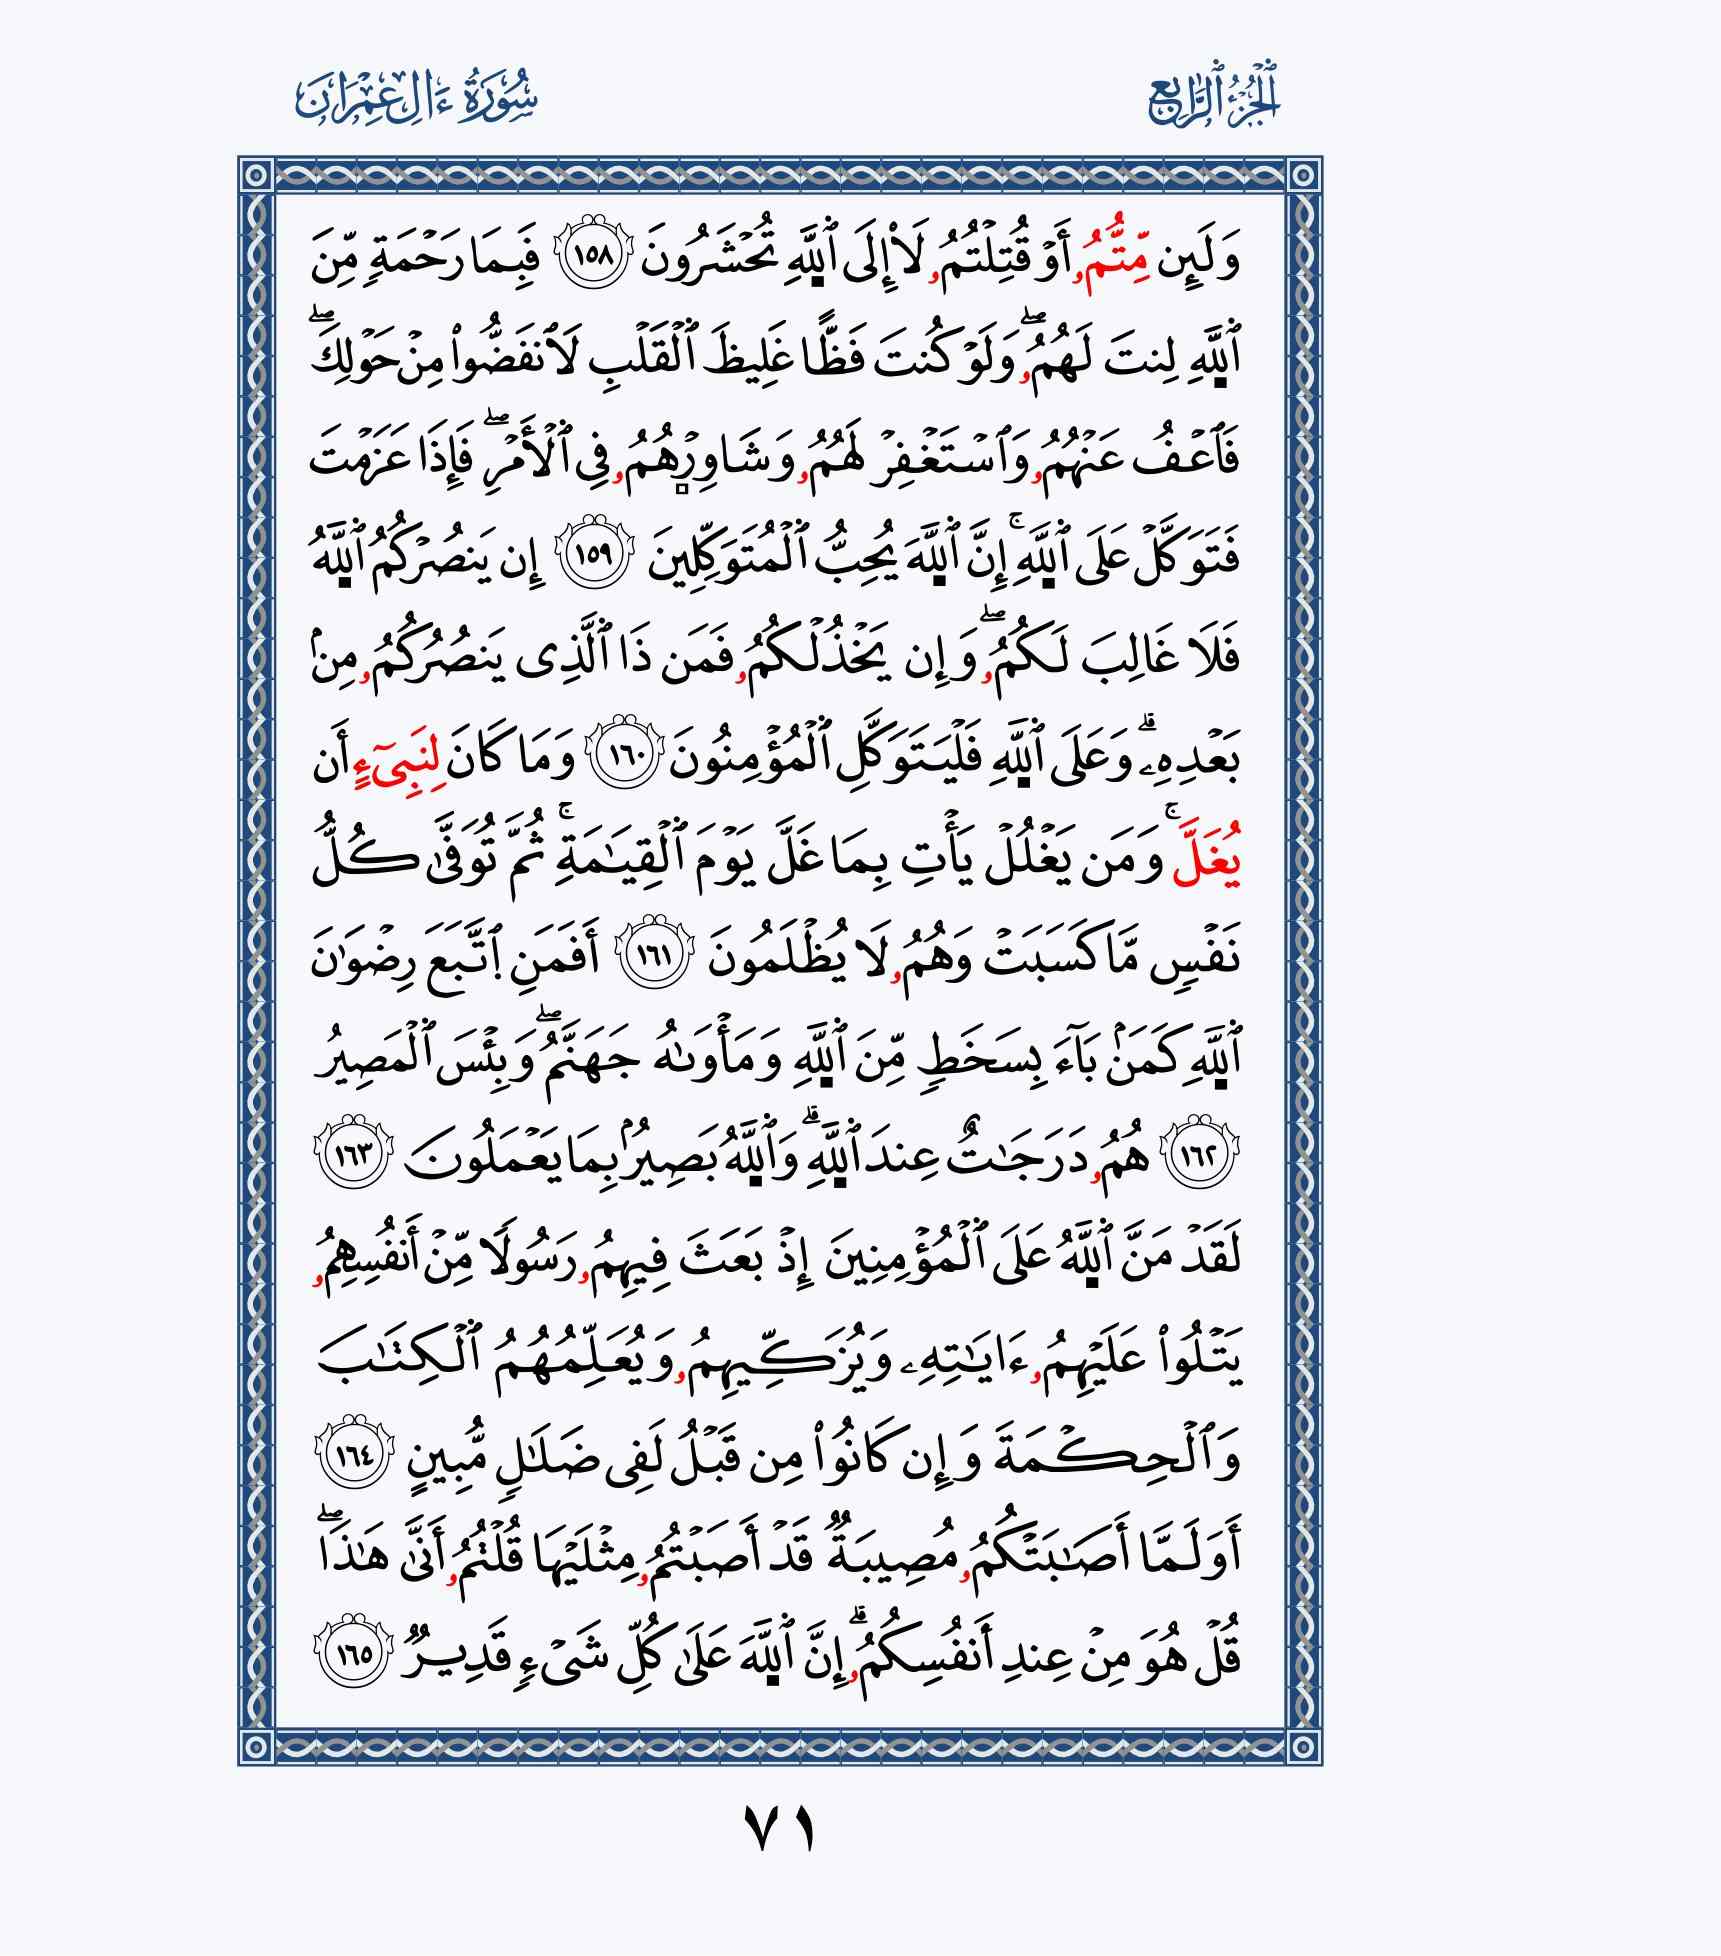 الجُزْءُ الرَّابِعُ
سُورَةُ ءَالِ عِمْرَان
وَلَئِن مِّتُّمُۥ أَوۡ قُتِلۡتُمُۥ لَأْإِلَى ٱللَّهِ تُحۡشَرُونَ ١٥٨ فَبِمَا رَحۡمَةٖ مِّنَ
ٱللَّهِ لِنتَ لَهُمُۥۖ وَلَوۡ كُنتَ فَظًّا غَلِيظَ ٱلۡقَلۡبِ لَٱنفَضُّواْ مِنۡ حَوۡلِكَۖ
فَٱعۡفُ عَنۡهُمُۥ وَٱسۡتَغۡفِرۡ لَهُمُۥ وَشَاوِرۡهُمُۥ فِي ٱلۡأَمۡرِۖ فَإِذَا عَزَمۡتَ
فَتَوَكَّلۡ عَلَى ٱللَّهِۚ إِنَّ ٱللَّهَ يُحِبُّ ٱلۡمُتَوَكِّلِينَ ١٥٩ إِن يَنصُرۡكُمُ ٱللَّهُ
فَلَا غَالِبَ لَكُمُۥۖ وَإِن يَخۡذُلۡكُمُۥ فَمَن ذَا ٱلَّذِى يَنصُرُكُمُۥ مِنۢ
بَعۡدِهِۦۗ وَعَلَى ٱللَّهِ فَلۡيَتَوَكَّلِ ٱلۡمُؤۡمِنُونَ ١٦٠ وَمَا كَانَ لِنَبِىٓءٍ أَن
يُغَلَّۚ وَمَن يَغۡلُلۡ يَأۡتِ بِمَا غَلَّ يَوۡمَ ٱلۡقِيَٰمَةِۚ ثُمَّ تُوَفَّىٰ كُلُّ
نَفۡسٖ مَّا كَسَبَتۡ وَهُمُۥ لَا يُظۡلَمُونَ ١٦١ أَفَمَنِ ٱتَّبَعَ رِضۡوَٰنَ
ٱللَّهِ كَمَنۢ بَآءَ بِسَخَطٖ مِّنَ ٱللَّهِ وَمَأۡوَىٰهُ جَهَنَّمُۖ وَبِئۡسَ ٱلۡمَصِيرُ
١٦٢ هُمُۥ دَرَجَٰتٌ عِندَ ٱللَّهِۗ وَٱللَّهُ بَصِيرُۢ بِمَا يَعۡمَلُونَ ١٦٣
لَقَدۡ مَنَّ ٱللَّهُ عَلَى ٱلۡمُؤۡمِنِينَ إِذۡ بَعَثَ فِيهِمُۥ رَسُولٗا مِّنۡ أَنفُسِهِمُۥ
يَتۡلُواْ عَلَيۡهِمُۥ ءَايَٰتِهِۦ وَيُزَكِّيهِمُۥ وَيُعَلِّمُهُمُ ٱلۡكِتَٰبَ
وَٱلۡحِكۡمَةَ وَإِن كَانُواْ مِن قَبۡلُ لَفِى ضَلَٰلٖ مُّبِينٍ ١٦٤
أَوَلَمَّا أَصَٰبَتۡكُمُۥ مُصِيبَةٞ قَدۡ أَصَبۡتُمُۥ مِثۡلَيۡهَا قُلۡتُمُۥ أَنَّىٰ هَٰذَاۖ
قُلۡ هُوَ مِنۡ عِندِ أَنفُسِكُمُۥۗ إِنَّ ٱللَّهَ عَلَىٰ كُلِّ شَىۡءٖ قَدِيرٞ ١٦٥
٧١